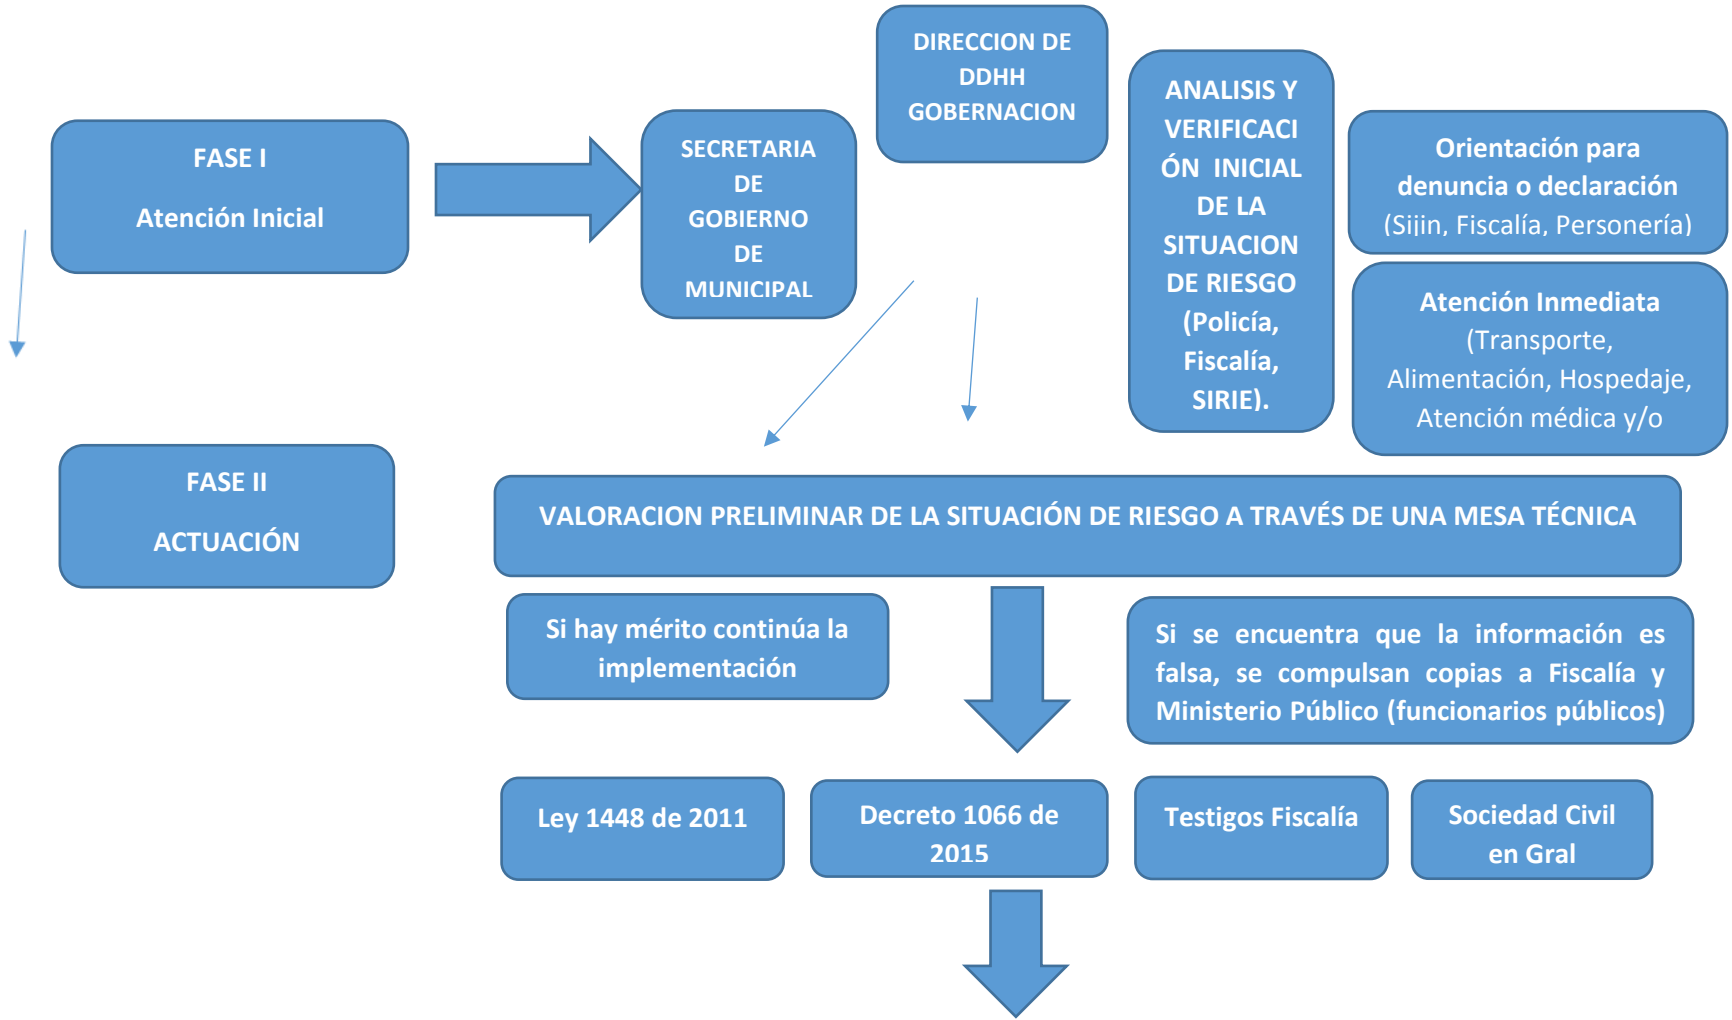 FASE I
Atención Inicial
SECRETARIA
DE
GOBIERNO
DE
MUNICIPAL
DIRECCION DE
DDHH
GOBERNACION
ANALISIS Y
VERIFICACI
ÓN INICIAL
DE LA
SITUACION
DE RIESGO
(Policía,
Fiscalía,
SIRIE).
Orientación para
denuncia o declaración
(Sijin, Fiscalía, Personería)
Atención Inmediata
(Transporte,
Alimentación, Hospedaje,
Atención médica y/o
FASE II
ACTUACIÓN
VALORACION PRELIMINAR DE LA SITUACIÓN DE RIESGO A TRAVÉS DE UNA MESA TÉCNICA
Si hay mérito continúa la
implementación
Si se encuentra que la información es
falsa, se compulsan copias a Fiscalía y
Ministerio Público (funcionarios públicos)
Ley 1448 de 2011
Decreto 1066 de
2015
Testigos Fiscalía
Sociedad Civil
en Gral